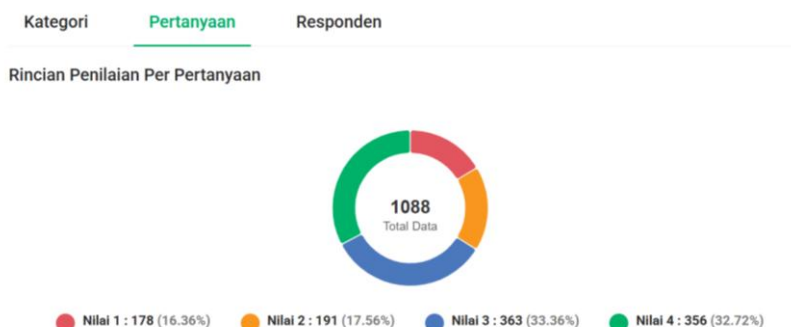 Kategori Pertanyaan Responden
Rincian Penilaian Per Pertanyaan
1088
Total Data
Nilai 1 : 178 (16.36%) Nilai 2 : 191 (17.56%) Nilai 3 : 363 (33.36%) Nilai 4 : 356 (32.72%)